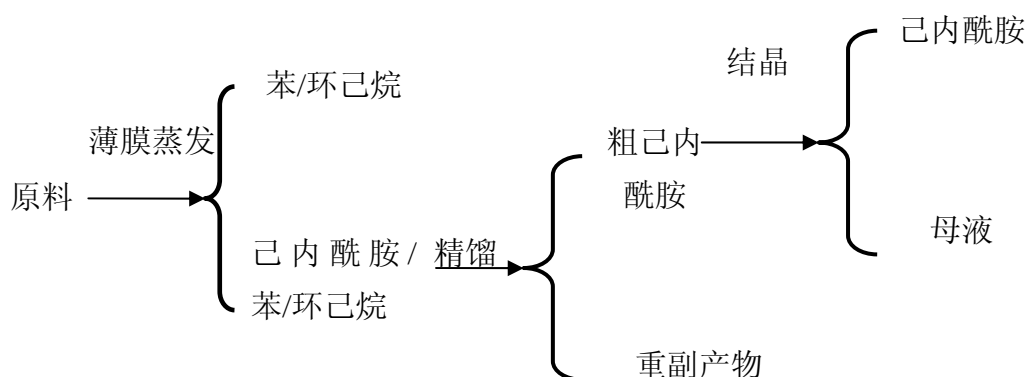 己内酰胺
结晶
苯/环己烷
薄膜蒸发
粗己内
酰胺
原料
己内酰胺/
苯/环己烷
精馏
母液
重副产物